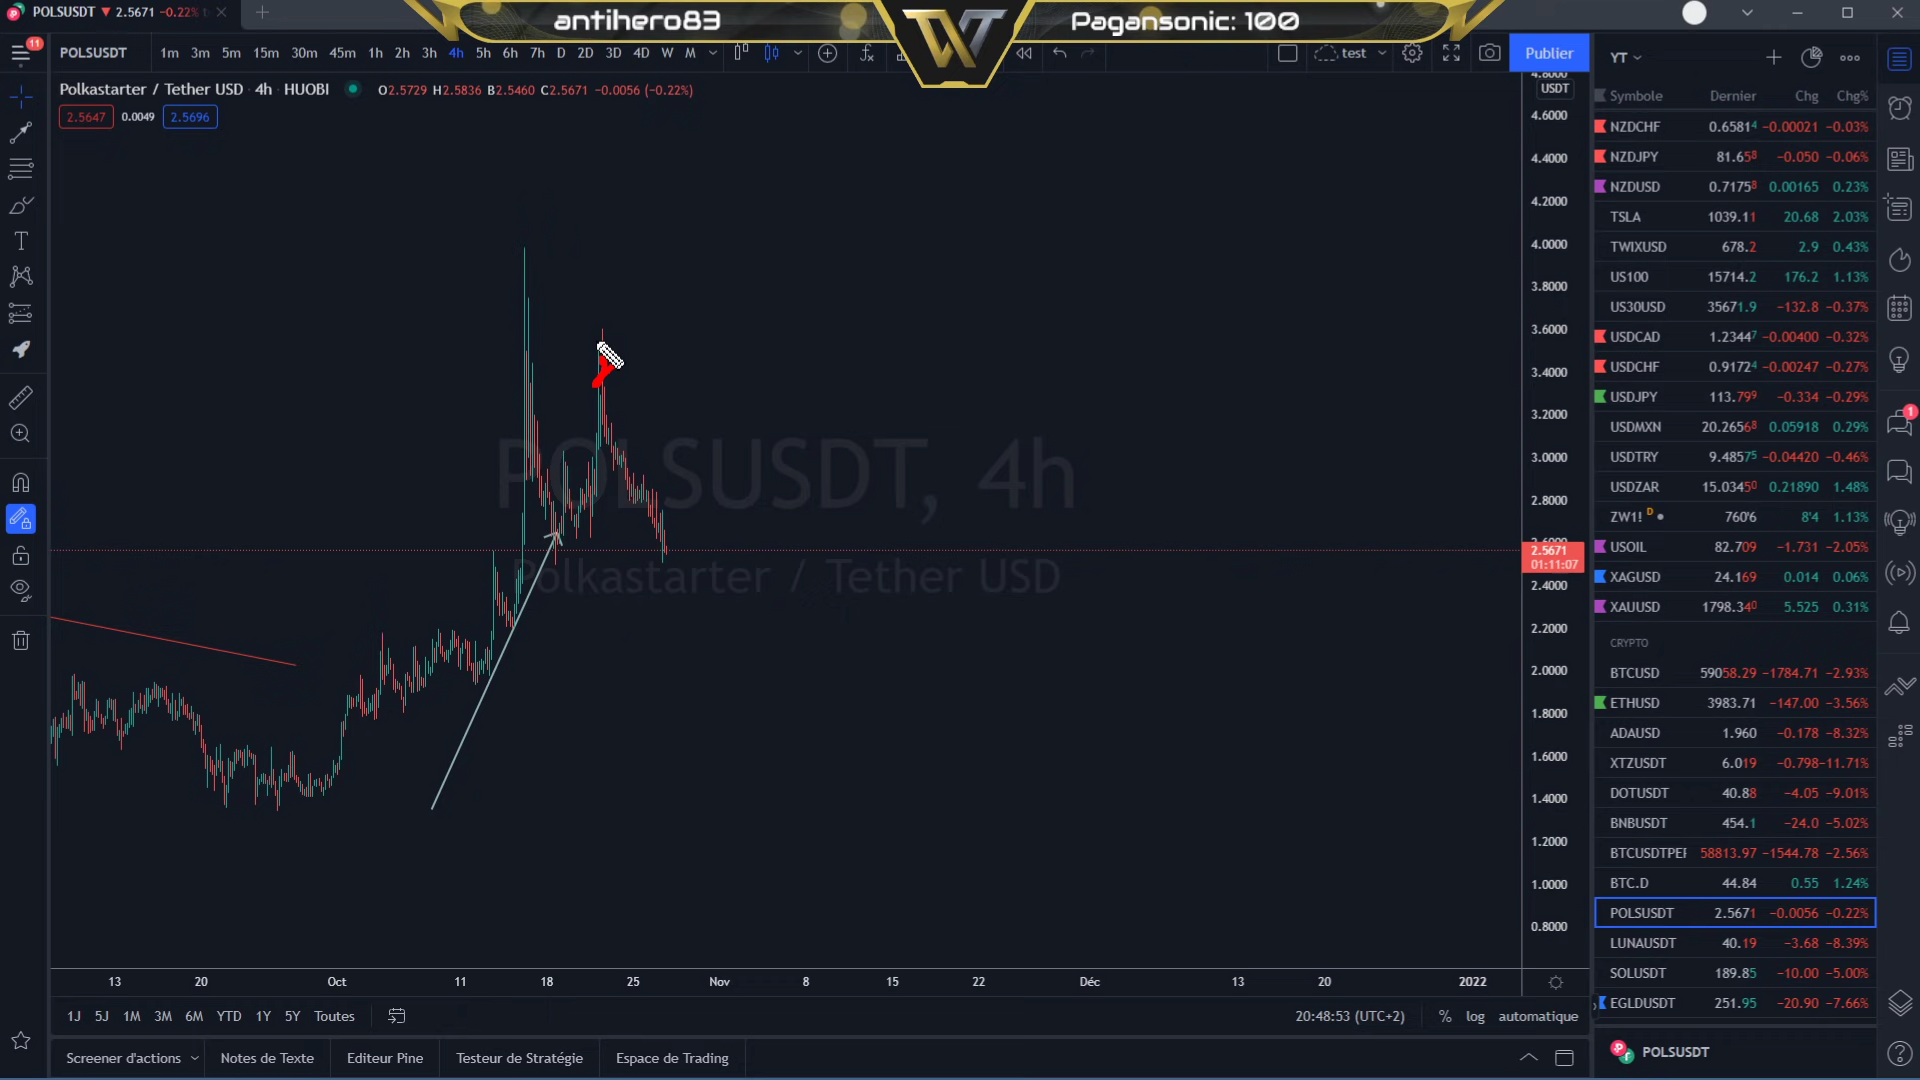 POLSUSDT ▼ 2.5671 −0.22%
antihero83
Pagansonic: 100
11
POLSUSDT
1m 3m 5m 15m 30m 45m 1h 2h 3h 4h 5h 6h 7h D 2D 3D 4D W M
test
Publier
YT
Polkastarter / Tether USD · 4h · HUOBI
O2.5729 H2.5836 B2.5460 C2.5671 −0.0056 (−0.22%)
2.5647 0.0049 2.5696
POLSUSDT, 4h
Polkastarter / Tether USD
4.8000
USDT
4.6000
4.4000
4.2000
4.0000
3.8000
3.6000
3.4000
3.2000
3.0000
2.8000
2.6000
2.5671
01:11:07
2.4000
2.2000
2.0000
1.8000
1.6000
1.4000
1.2000
1.0000
0.8000
13 20 Oct 11 18 25 Nov 8 15 22 Déc 13 20 2022
1J 5J 1M 3M 6M YTD 1Y 5Y Toutes
20:48:53 (UTC+2) % log automatique
Screener d'actions Notes de Texte Editeur Pine Testeur de Stratégie Espace de Trading
Symbole Dernier Chg Chg%
NZDCHF 0.65814 −0.00021 −0.03%
NZDJPY 81.658 −0.050 −0.06%
NZDUSD 0.71758 0.00165 0.23%
TSLA 1039.11 20.68 2.03%
TWIXUSD 678.2 2.9 0.43%
US100 15714.2 176.2 1.13%
US30USD 35671.9 −132.8 −0.37%
USDCAD 1.23447 −0.00400 −0.32%
USDCHF 0.91724 −0.00247 −0.27%
USDJPY 113.799 −0.334 −0.29%
USDMXN 20.26568 0.05918 0.29%
USDTRY 9.48575 −0.04420 −0.46%
USDZAR 15.03450 0.21890 1.48%
ZW1! D 760'6 8'4 1.13%
USOIL 82.709 −1.731 −2.05%
XAGUSD 24.169 0.014 0.06%
XAUUSD 1798.340 5.525 0.31%
CRYPTO
BTCUSD 59058.29 −1784.71 −2.93%
ETHUSD 3983.71 −147.00 −3.56%
ADAUSD 1.960 −0.178 −8.32%
XTZUSDT 6.019 −0.798 −11.71%
DOTUSDT 40.88 −4.05 −9.01%
BNBUSDT 454.1 −24.0 −5.02%
BTCUSDTPEF 58813.97 −1544.78 −2.56%
BTC.D 44.84 0.55 1.24%
POLSUSDT 2.5671 −0.0056 −0.22%
LUNAUSDT 40.19 −3.68 −8.39%
SOLUSDT 189.85 −10.00 −5.00%
EGLDUSDT 251.95 −20.90 −7.66%
POLSUSDT
1